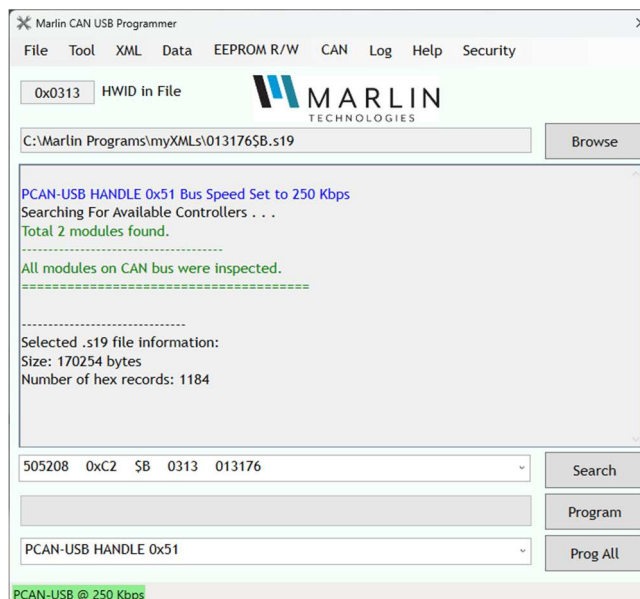 Marlin CAN USB Programmer
File Tool XML Data EEPROM R/W CAN Log Help Security
0x0313 HWID in File
MARLIN
TECHNOLOGIES
C:\Marlin Programs\myXMLs\013176$B.s19 Browse
PCAN-USB HANDLE 0x51 Bus Speed Set to 250 Kbps
Searching For Available Controllers . . .
Total 2 modules found.
-----------------------------------
All modules on CAN bus were inspected.
=======================================
-----------------------------
Selected .s19 file information:
Size: 170254 bytes
Number of hex records: 1184
505208 0xC2 $B 0313 013176 Search
Program
PCAN-USB HANDLE 0x51 Prog All
PCAN-USB @ 250 Kbps